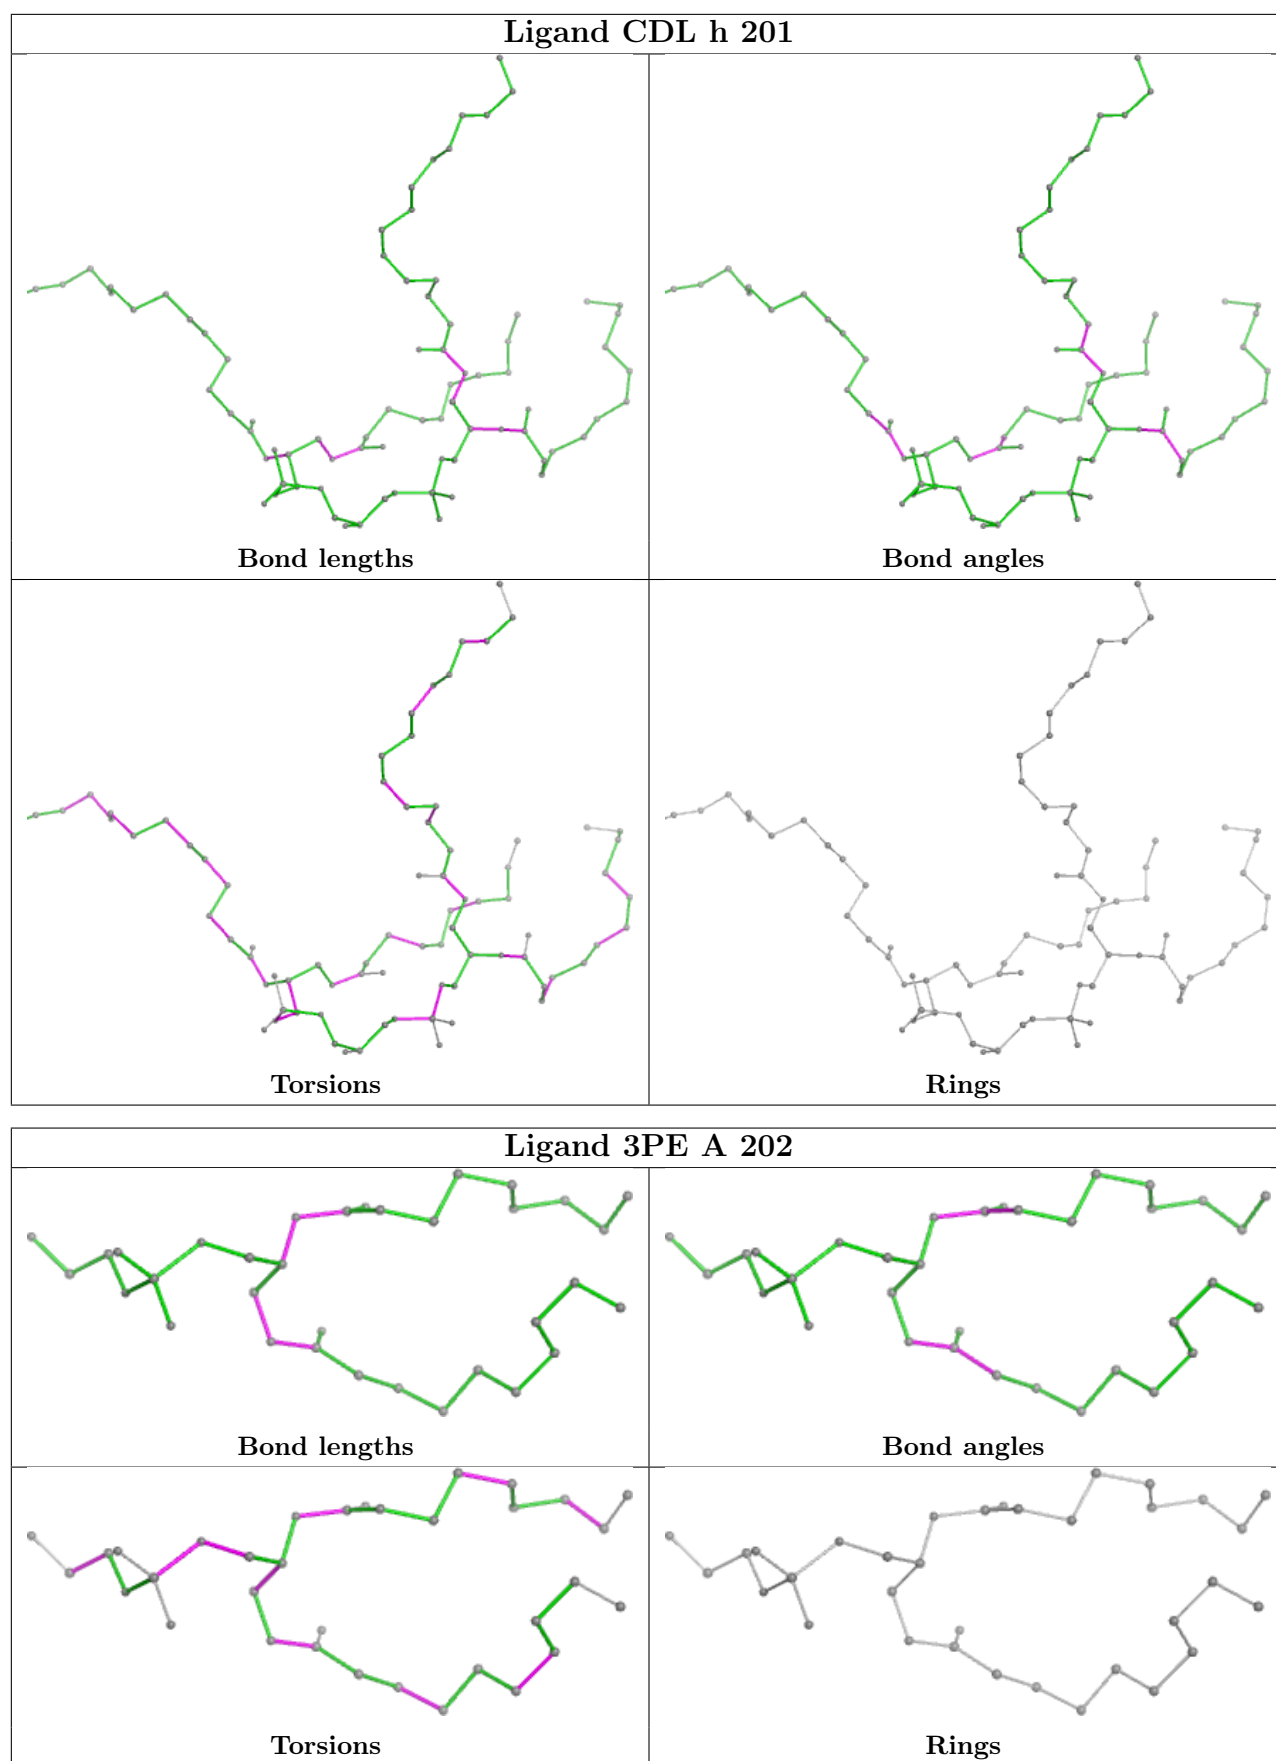 Ligand CDL h 201
Bond lengths
Bond angles
Torsions
Rings
Ligand 3PE A 202
Bond lengths
Bond angles
Torsions
Rings